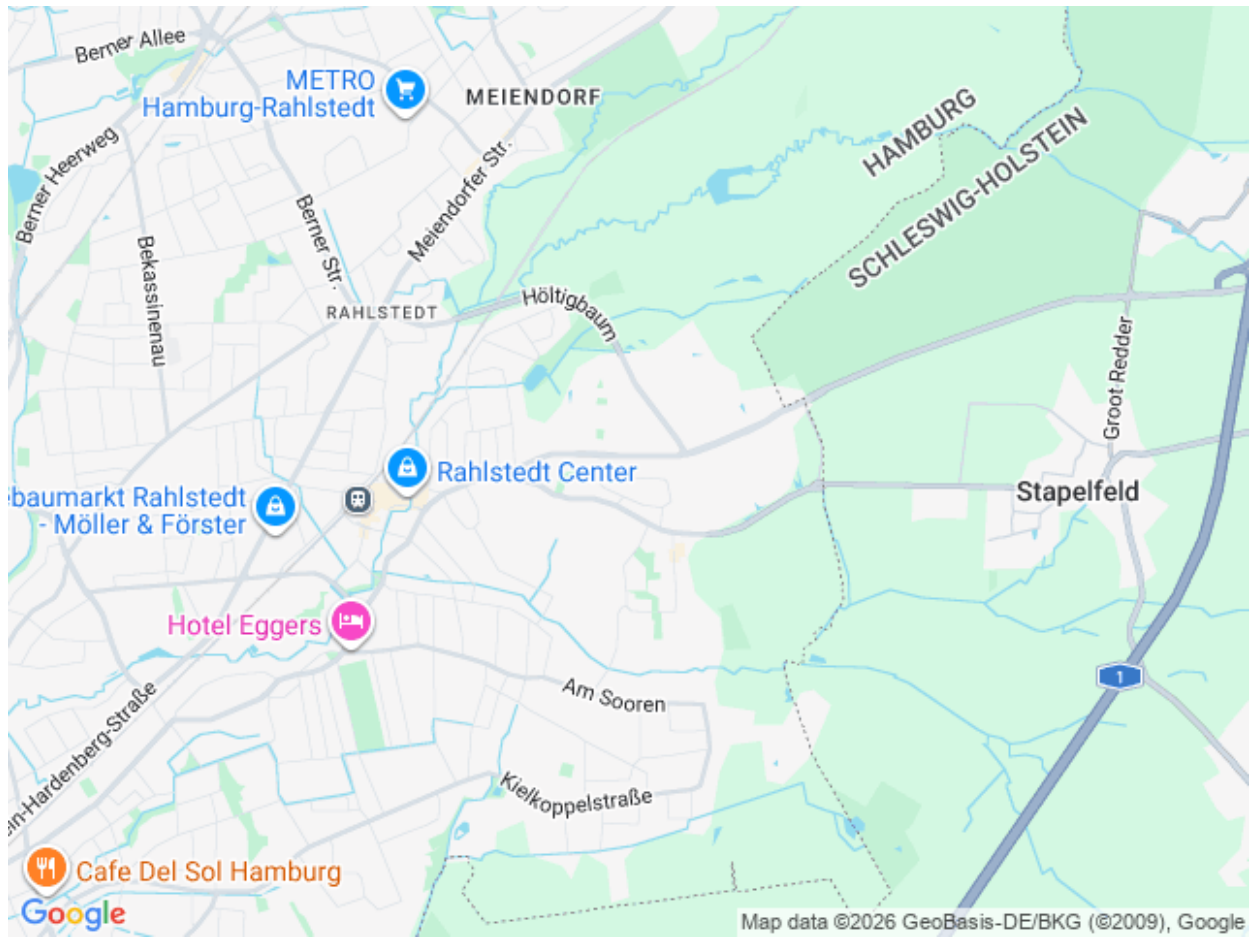 Berner Allee
METRO
Hamburg-Rahlstedt
MEIENDORF
HAMBURG
SCHLESWIG-HOLSTEIN
Berner Heerweg
Meiendorfer Str.
Berner Str.
Bekassinenau
RAHLSTEDT
Höltigbaum
Groot Redder
Rahlstedt Center
ebaumarkt Rahlstedt
- Möller & Förster
Stapelfeld
Hotel Eggers
1
Am Sooren
ein-Hardenberg-Straße
Kielkoppelstraße
Cafe Del Sol Hamburg
Google
Map data ©2026 GeoBasis-DE/BKG (©2009), Google